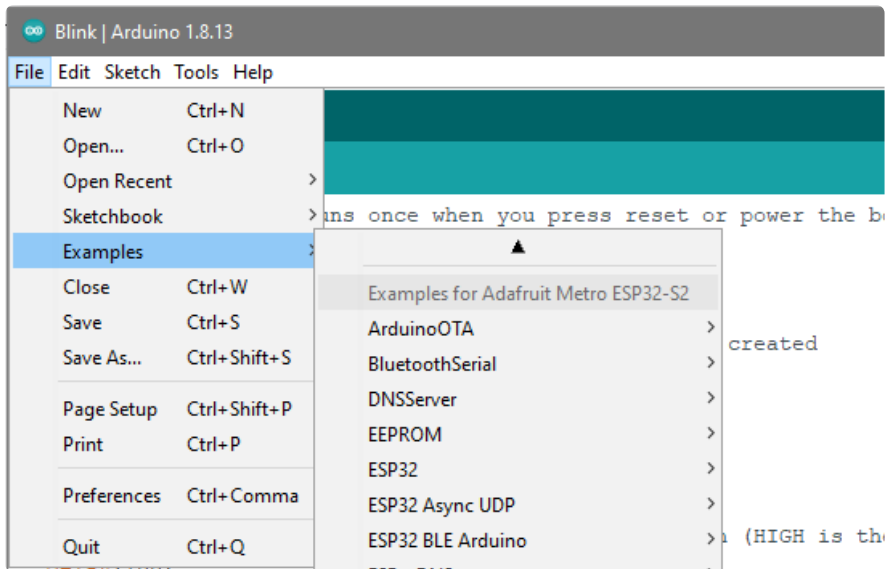 Blink | Arduino 1.8.13
File Edit Sketch Tools Help
New Ctrl+N
Open... Ctrl+O
Open Recent
Sketchbook
Examples
Close Ctrl+W
Save Ctrl+S
Save As... Ctrl+Shift+S
Page Setup Ctrl+Shift+P
Print Ctrl+P
Preferences Ctrl+Comma
Quit Ctrl+Q
once when you press reset or power the
Examples for Adafruit Metro ESP32-S2
ArduinoOTA
BluetoothSerial
DNSServer
EEPROM
ESP32
ESP32 Async UDP
ESP32 BLE Arduino
created
(HIGH is